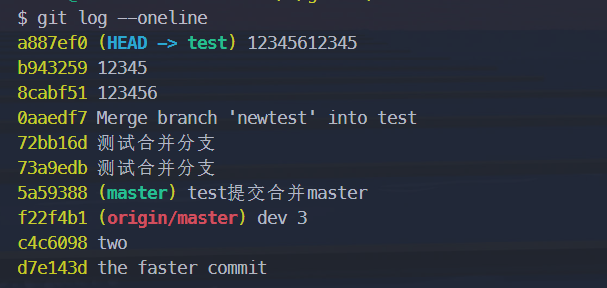 $ git log --oneline
a887ef0 (HEAD -> test) 12345612345
b943259 12345
8cabf51 123456
0aaedf7 Merge branch 'newtest' into test
72bb16d 测试合并分支
73a9edb 测试合并分支
5a59388 (master) test提交合并master
f22f4b1 (origin/master) dev 3
c4c6098 two
d7e143d the faster commit